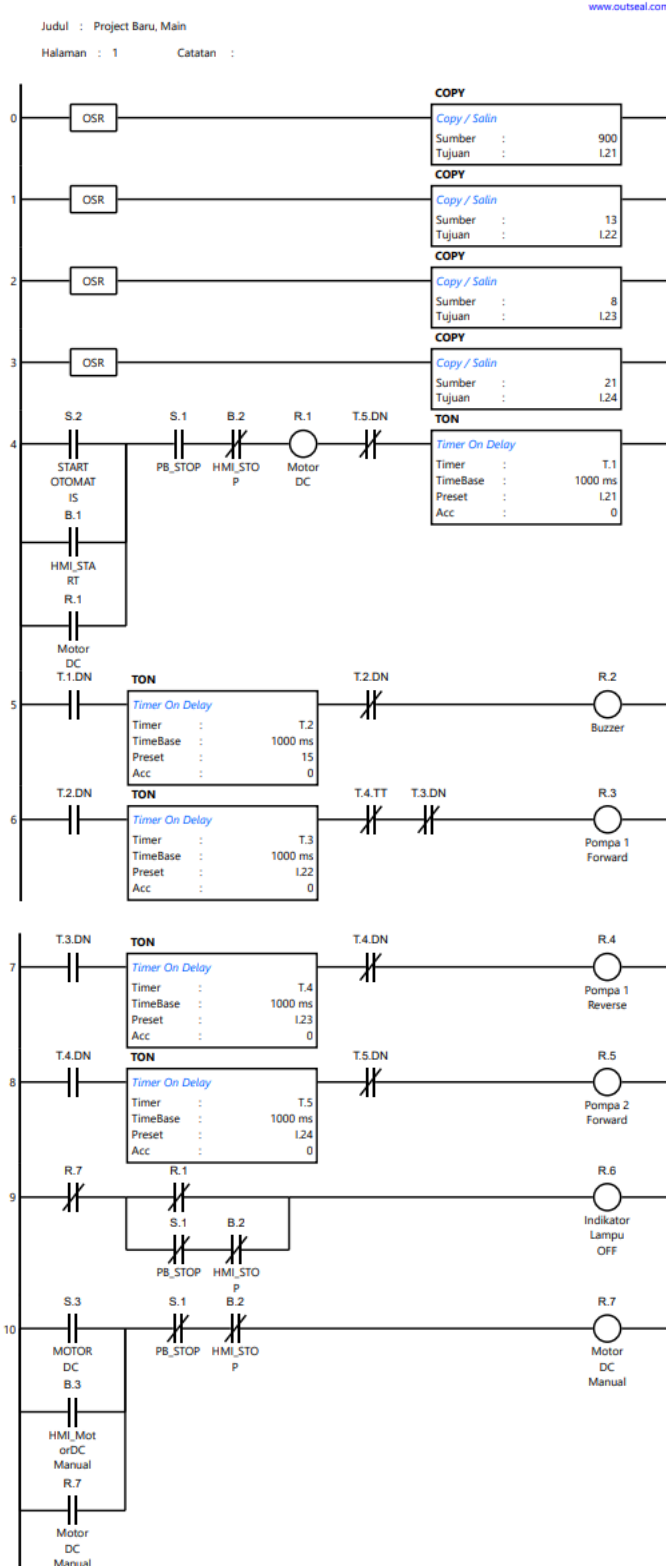 www.outseal.com
Judul : Project Baru, Main
Halaman : 1 Catatan :
COPY
0 OSR Copy / Salin
Sumber : 900
Tujuan : I.21
COPY
1 OSR Copy / Salin
Sumber : 13
Tujuan : I.22
COPY
2 OSR Copy / Salin
Sumber : 8
Tujuan : I.23
COPY
3 OSR Copy / Salin
Sumber : 21
Tujuan : I.24
S.2 S.1 B.2 R.1 T.5.DN TON
4 Timer On Delay
START PB_STOP HMI_STO Motor Timer : T.1
OTOMAT P DC TimeBase : 1000 ms
IS Preset : I.21
B.1 Acc : 0
HMI_STA
RT
R.1
Motor
DC
T.1.DN TON T.2.DN R.2
5 Timer On Delay
Timer : T.2 Buzzer
TimeBase : 1000 ms
Preset : 15
Acc : 0
T.2.DN TON T.4.TT T.3.DN R.3
6 Timer On Delay
Timer : T.3 Pompa 1
TimeBase : 1000 ms Forward
Preset : I.22
Acc : 0
T.3.DN TON T.4.DN R.4
7 Timer On Delay
Timer : T.4 Pompa 1
TimeBase : 1000 ms Reverse
Preset : I.23
Acc : 0
T.4.DN TON T.5.DN R.5
8 Timer On Delay
Timer : T.5 Pompa 2
TimeBase : 1000 ms Forward
Preset : I.24
Acc : 0
R.7 R.1 R.6
9 Indikator
S.1 B.2 Lampu
PB_STOP HMI_STO OFF
P
S.3 S.1 B.2 R.7
10
MOTOR PB_STOP HMI_STO Motor
DC P DC
B.3 Manual
HMI_Mot
orDC
Manual
R.7
Motor
DC
Manual